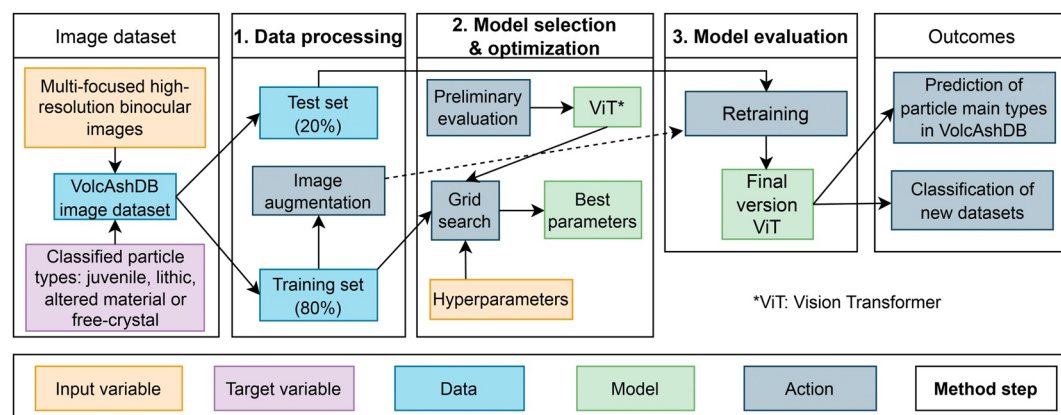 Image dataset
Multi-focused high-
resolution binocular
images
VolcAshDB
image dataset
Classified particle
types: juvenile, lithic,
altered material or
free-crystal
1. Data processing
Test set
(20%)
Image
augmentation
Training set
(80%)
2. Model selection
& optimization
Preliminary
evaluation
ViT*
Grid
search
Best
parameters
Hyperparameters
3. Model evaluation
Retraining
Final
version
ViT
Outcomes
Prediction of
particle main types
in VolcAshDB
Classification of
new datasets
*ViT: Vision Transformer
Input variable
Target variable
Data
Model
Action
Method step